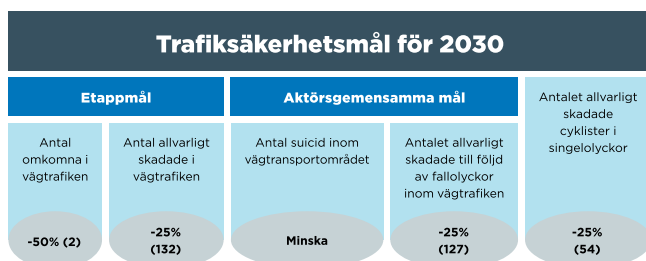 Trafiksäkerhetsmål för 2030
Etappmål
Aktörsgemensamma mål
Antal
omkomna i
vägtrafiken
-50% (2)
Antal allvarligt
skadade i
vägtrafiken
-25%
(132)
Antal suicid inom
vägtransportområdet
Minska
Antalet allvarligt
skadade till följd
av fallolyckor
inom vägtrafiken
-25%
(127)
Antalet allvarligt
skadade
cyklister i
singelolyckor
-25%
(54)